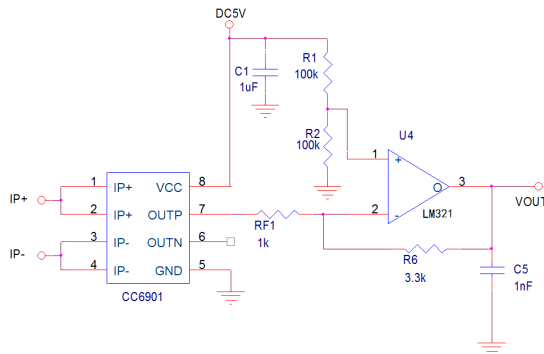 DC5V
R1
100k
C1
1uF
R2
100k
U4
1
+
O
3
VOUT
2
-
LM321
IP+
1
IP+
VCC
8
2
IP+
OUTP
7
RF1
1k
IP-
3
IP-
OUTN
6
4
IP-
GND
5
CC6901
R6
3.3k
C5
1nF